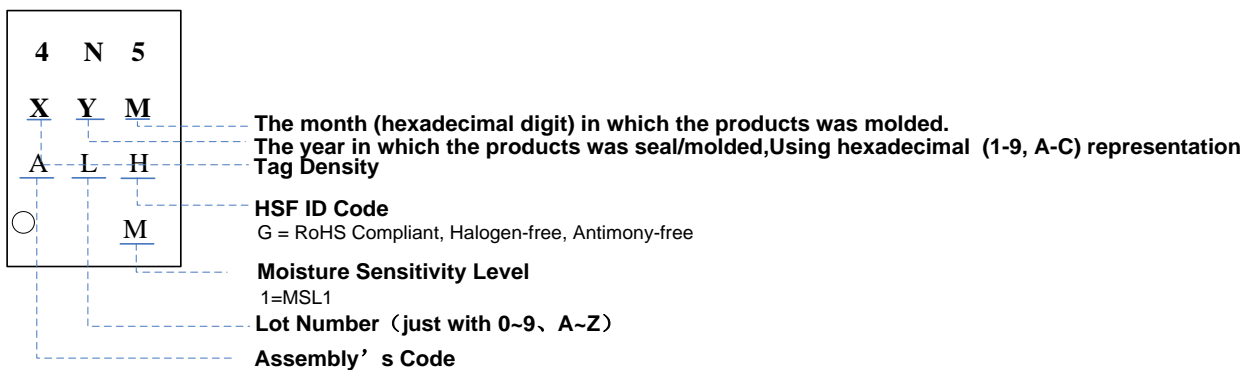 4 N 5
X Y M
The month (hexadecimal digit) in which the products was molded.
The year in which the products was seal/molded,Using hexadecimal (1-9, A-C) representation
A L H
Tag Density
HSF ID Code
G = RoHS Compliant, Halogen-free, Antimony-free
M
Moisture Sensitivity Level
1=MSL1
Lot Number（just with 0~9、A~Z）
Assembly’s Code